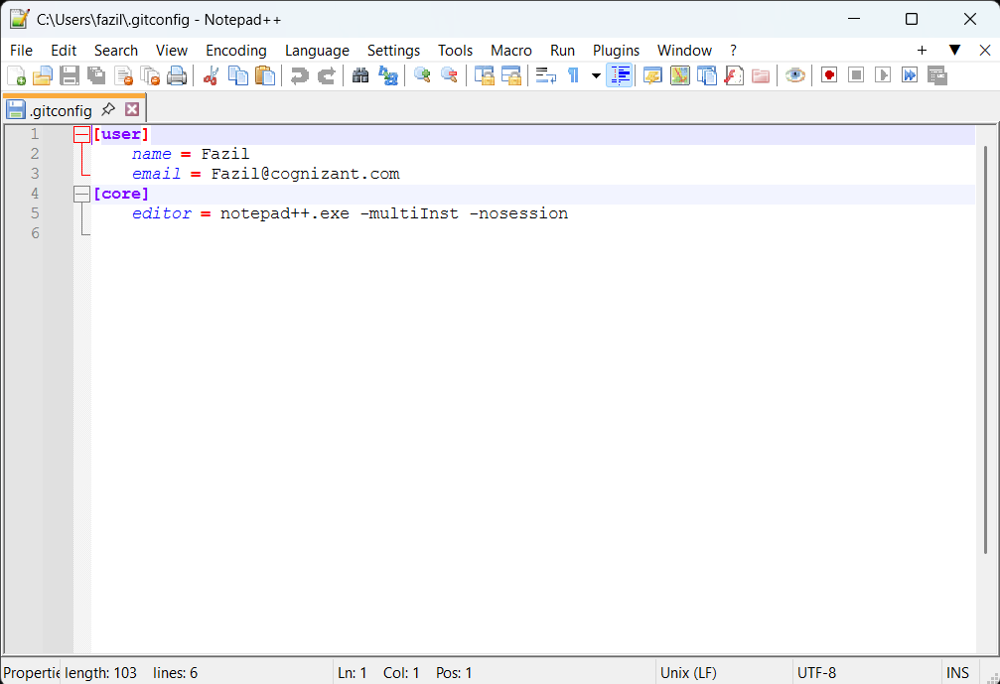 C:\Users\fazil\.gitconfig - Notepad++
File Edit Search View Encoding Language Settings Tools Macro Run Plugins Window ? + ▼ X
.gitconfig
1 [user]
2 name = Fazil
3 email = Fazil@cognizant.com
4 [core]
5 editor = notepad++.exe -multiInst -nosession
6
Propertie length: 103 lines: 6 Ln: 1 Col: 1 Pos: 1 Unix (LF) UTF-8 INS